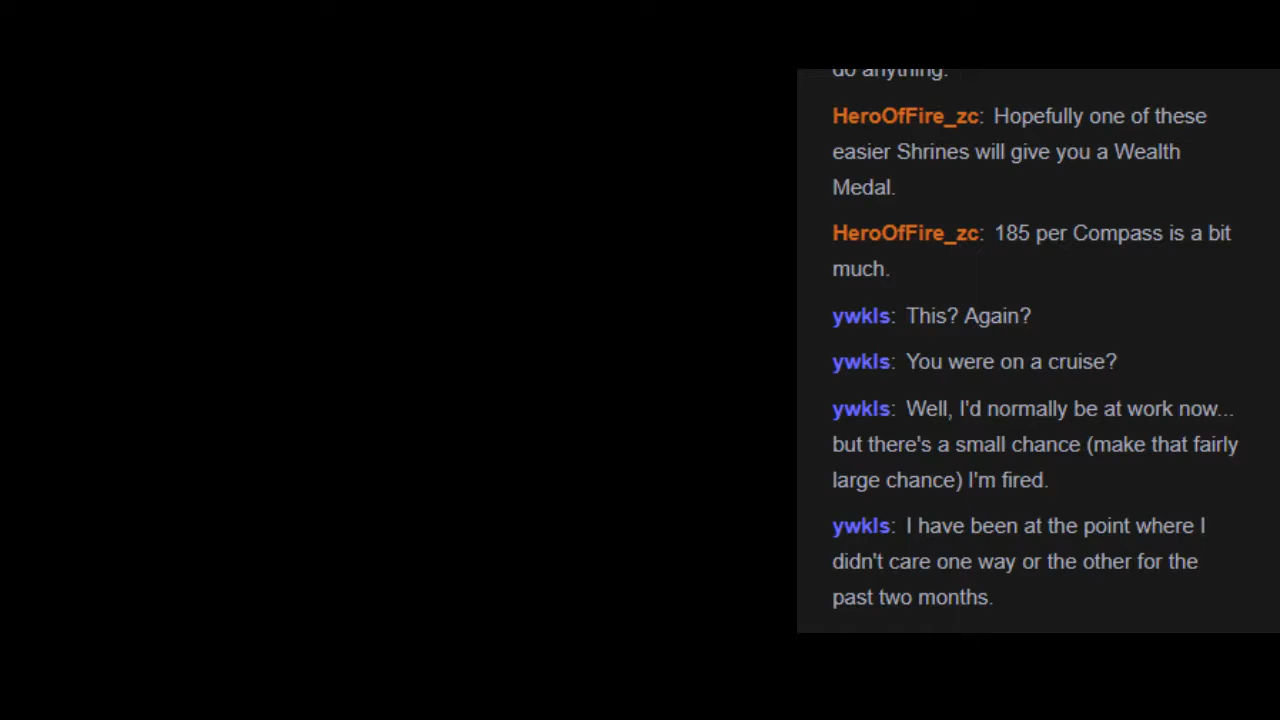 do anything.
HeroOfFire_zc: Hopefully one of these
easier Shrines will give you a Wealth
Medal.
HeroOfFire_zc: 185 per Compass is a bit
much.
ywkls: This? Again?
ywkls: You were on a cruise?
ywkls: Well, I'd normally be at work now...
but there's a small chance (make that fairly
large chance) I'm fired.
ywkls: I have been at the point where I
didn't care one way or the other for the
past two months.